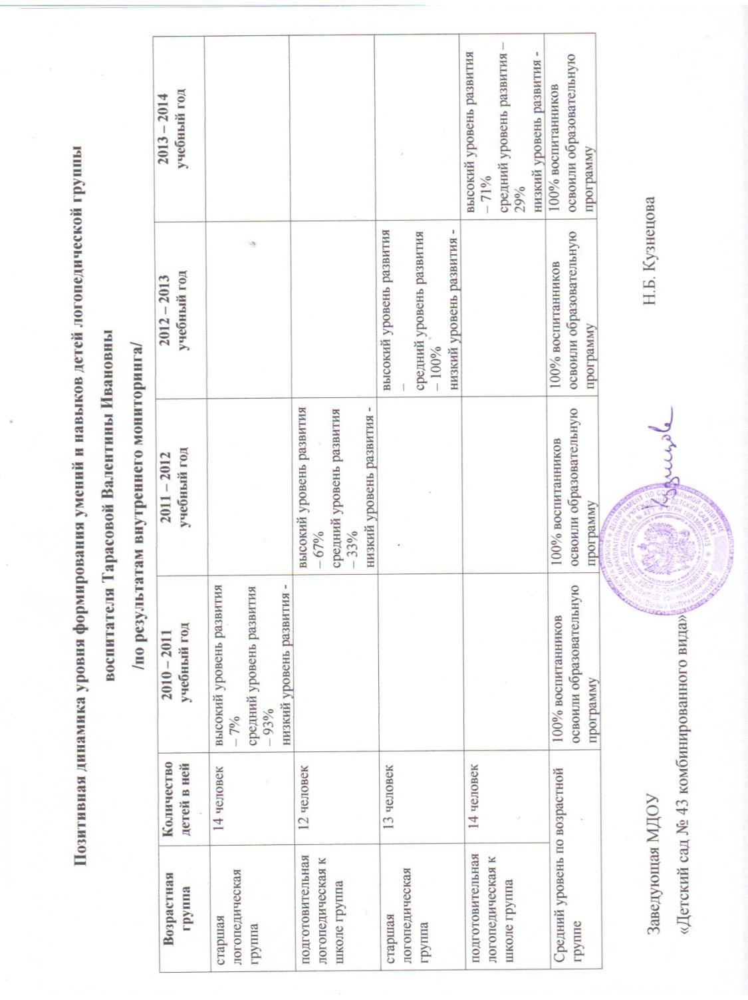 Позитивная динамика уровня формирования умений и навыков детей логопедической группы
воспитателя Тарасовой Валентины Ивановны
/по результатам внутреннего мониторинга/
Возрастная
группа
Количество
детей в ней
2010 – 2011
учебный год
2011 – 2012
учебный год
2012 – 2013
учебный год
2013 – 2014
учебный год
старшая
логопедическая
группа
14 человек
высокий уровень развития
– 7%
средний уровень развития
– 93%
низкий уровень развития -
подготовительная
логопедическая к
школе группа
12 человек
высокий уровень развития
– 67%
средний уровень развития
– 33%
низкий уровень развития -
старшая
логопедическая
группа
13 человек
высокий уровень развития
–
средний уровень развития
– 100%
низкий уровень развития -
подготовительная
логопедическая к
школе группа
14 человек
высокий уровень развития
– 71%
средний уровень развития –
29%
низкий уровень развития -
Средний уровень по возрастной
группе
100% воспитанников
освоили образовательную
программу
100% воспитанников
освоили образовательную
программу
100% воспитанников
освоили образовательную
программу
100% воспитанников
освоили образовательную
программу
Заведующая МДОУ
«Детский сад № 43 комбинированного вида»
Н.Б. Кузнецова